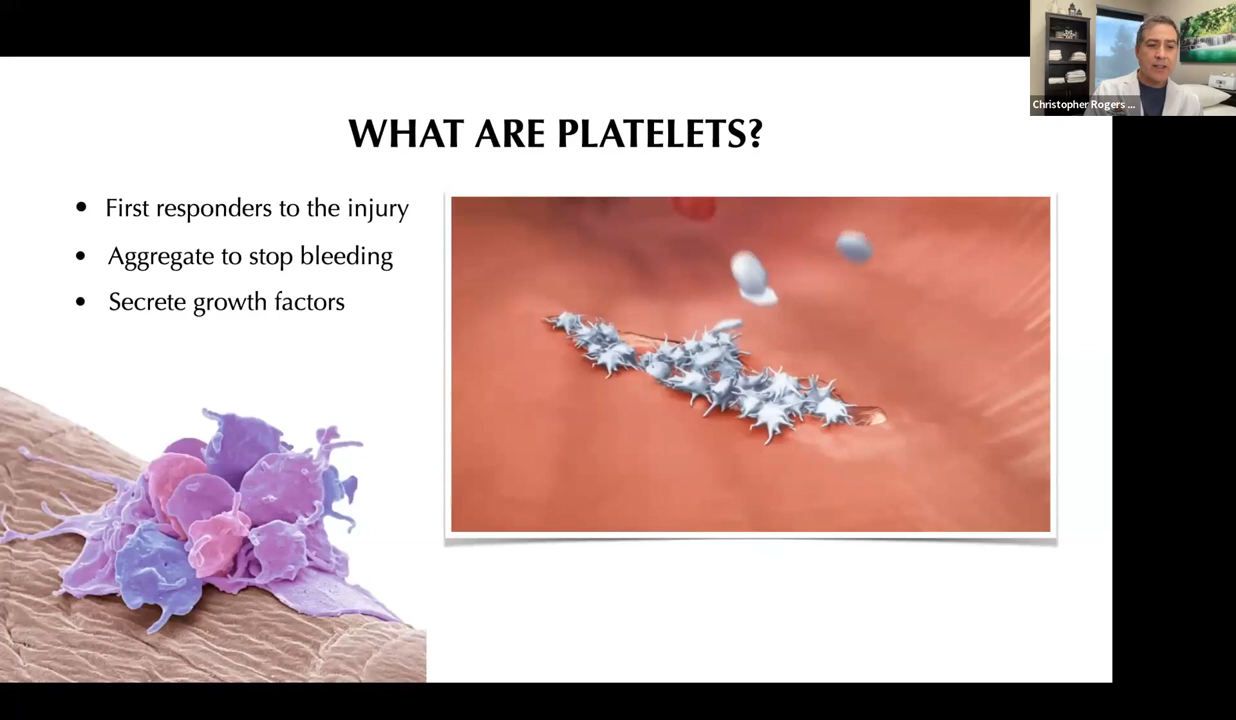 Christopher Rogers ...
WHAT ARE PLATELETS?
• First responders to the injury
• Aggregate to stop bleeding
• Secrete growth factors